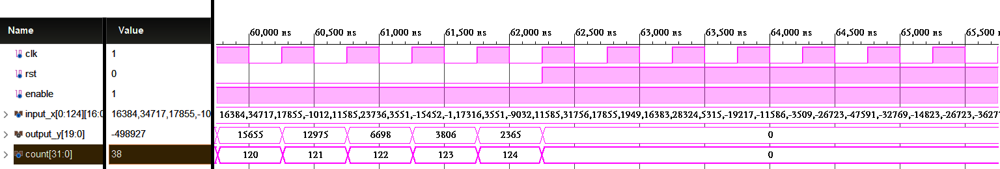 Name Value 60,000 ns 60,500 ns 61,000 ns 61,500 ns 62,000 ns 62,500 ns 63,000 ns 63,500 ns 64,000 ns 64,500 ns 65,000 ns 65,500
clk 1
rst 0
enable 1
input_x[0:124][16:0 16384,34717,17855,-10 16384,34717,17855,-1012,11585,23736,3551,-15452,-1,17316,3551,-9032,11585,31756,17855,1949,16383,28324,5315,-19217,-11586,-3509,-26723,-47591,-32769,-14823,-26723,-36277
output_y[19:0] -498927 15655 12975 6698 3806 2365 0
count[31:0] 38 120 121 122 123 124 0